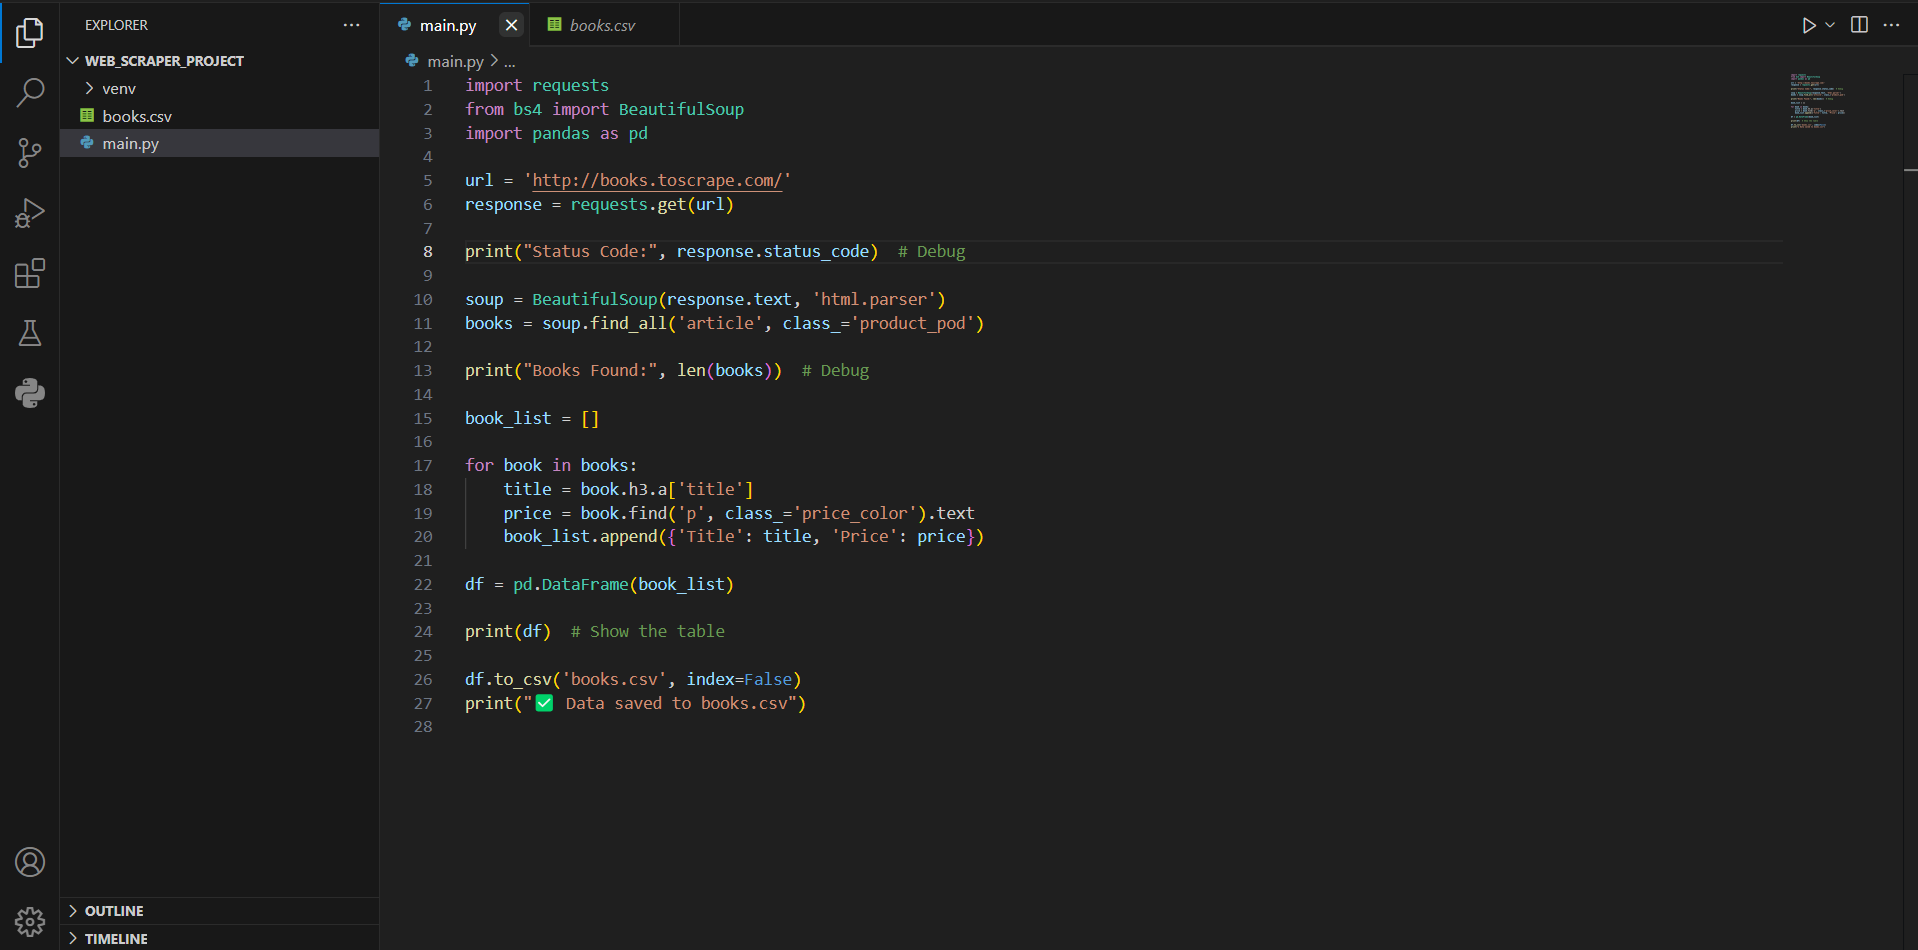 EXPLORER
WEB_SCRAPER_PROJECT
venv
books.csv
main.py
OUTLINE
TIMELINE
main.py
books.csv
main.py > ...
1 import requests
2 from bs4 import BeautifulSoup
3 import pandas as pd
4
5 url = 'http://books.toscrape.com/'
6 response = requests.get(url)
7
8 print("Status Code:", response.status_code)  # Debug
9
10 soup = BeautifulSoup(response.text, 'html.parser')
11 books = soup.find_all('article', class_='product_pod')
12
13 print("Books Found:", len(books))  # Debug
14
15 book_list = []
16
17 for book in books:
18     title = book.h3.a['title']
19     price = book.find('p', class_='price_color').text
20     book_list.append({'Title': title, 'Price': price})
21
22 df = pd.DataFrame(book_list)
23
24 print(df)  # Show the table
25
26 df.to_csv('books.csv', index=False)
27 print("✅ Data saved to books.csv")
28